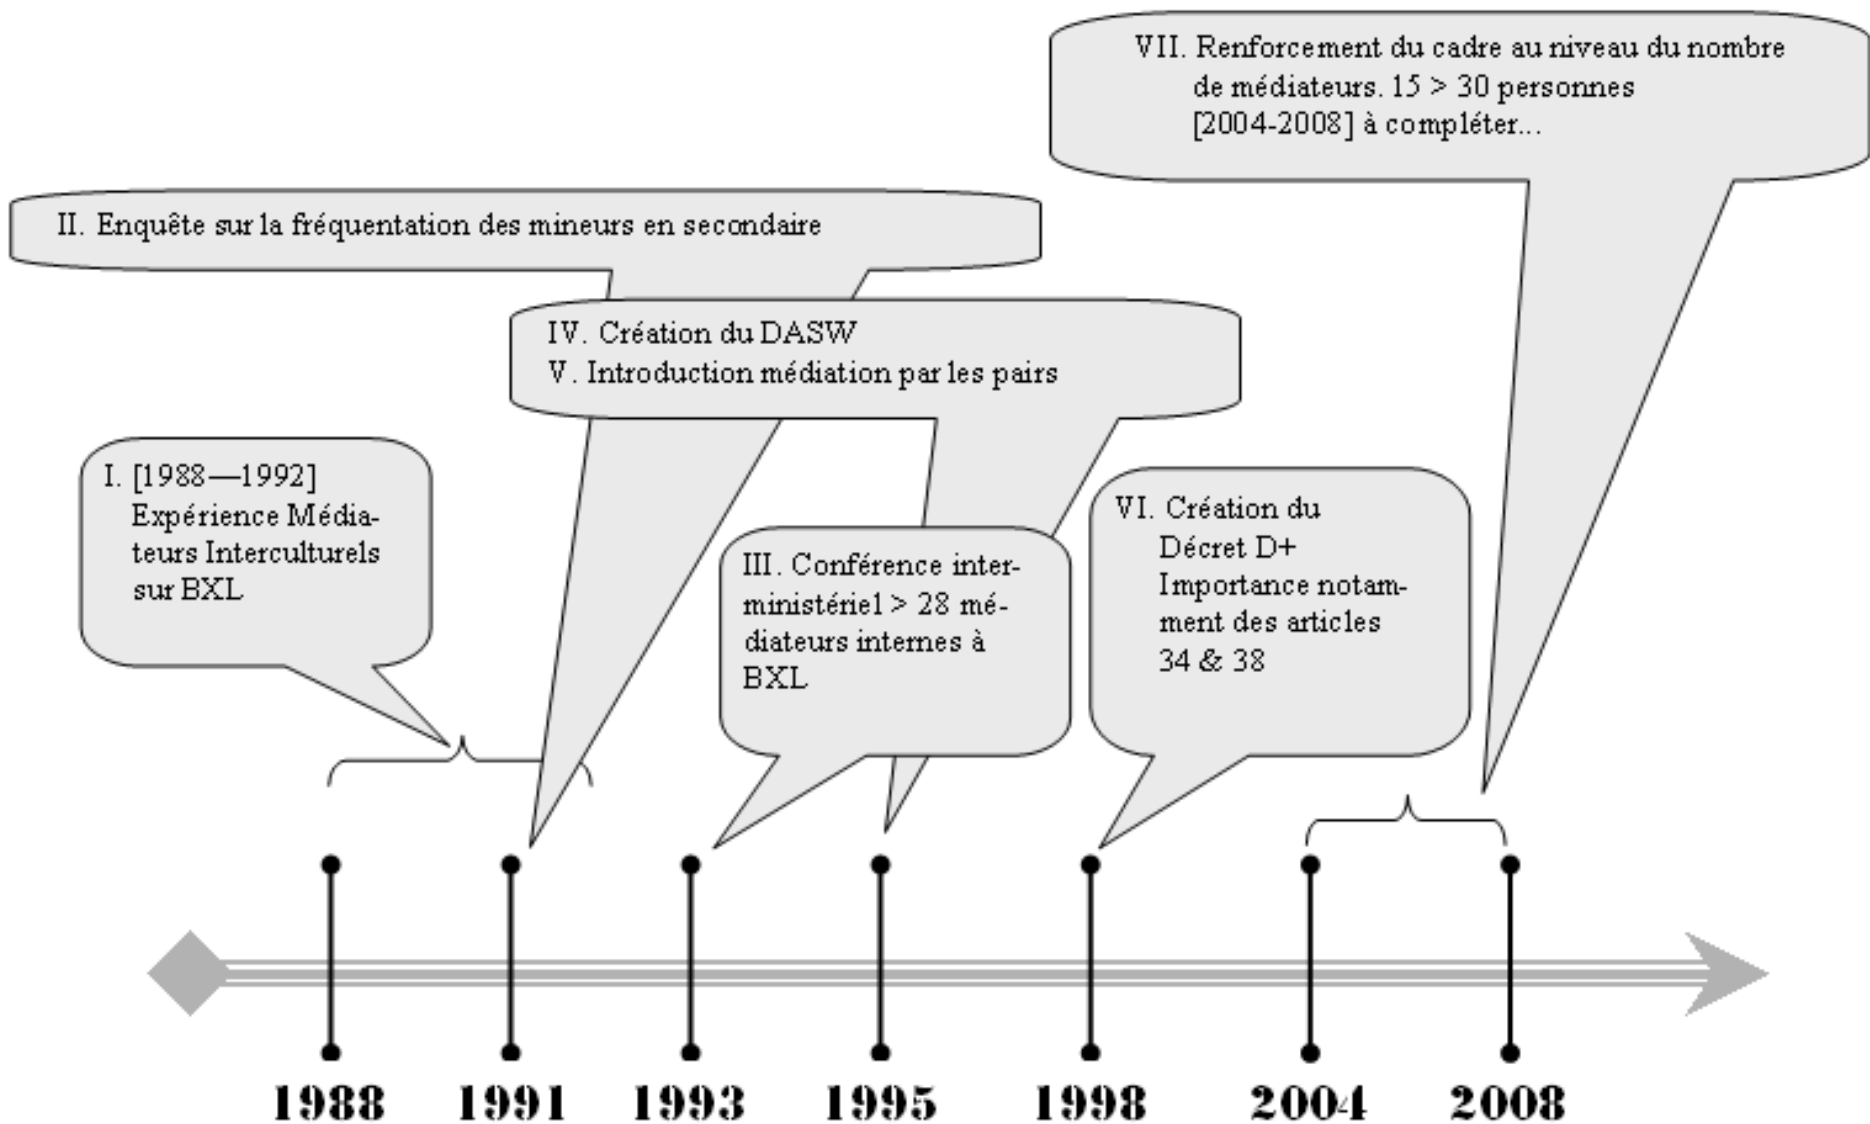 VII. Renforcement du cadre au niveau du nombre
de médiateurs. 15 > 30 personnes
[2004-2008] à compléter...
II. Enquête sur la fréquentation des mineurs en secondaire
IV. Création du DASW
V. Introduction médiation par les pairs
I. [1988—1992]
Expérience Média-
teurs Interculturels
sur BXL
III. Conférence inter-
ministériel > 28 mé-
diateurs internes à
BXL
VI. Création du
Décret D+
Importance notam-
ment des articles
34 & 38
1988 1991 1993 1995 1998 2004 2008